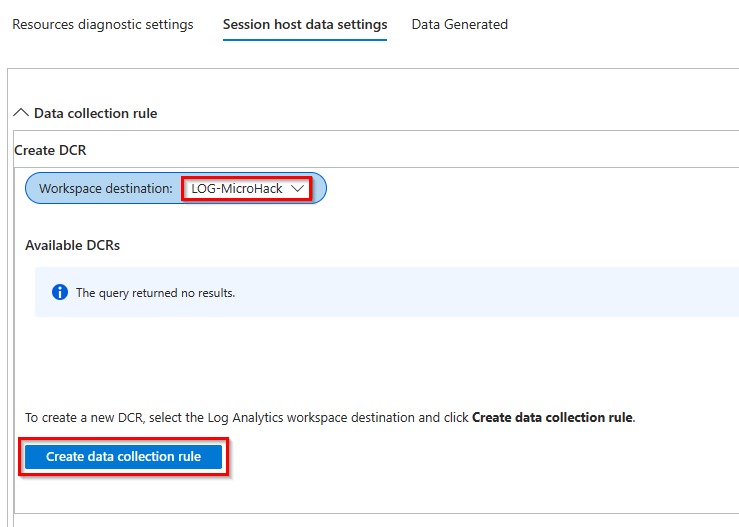 Resources diagnostic settings Session host data settings Data Generated
Data collection rule
Create DCR
Workspace destination: LOG-MicroHack
Available DCRs
The query returned no results.
To create a new DCR, select the Log Analytics workspace destination and click Create data collection rule.
Create data collection rule